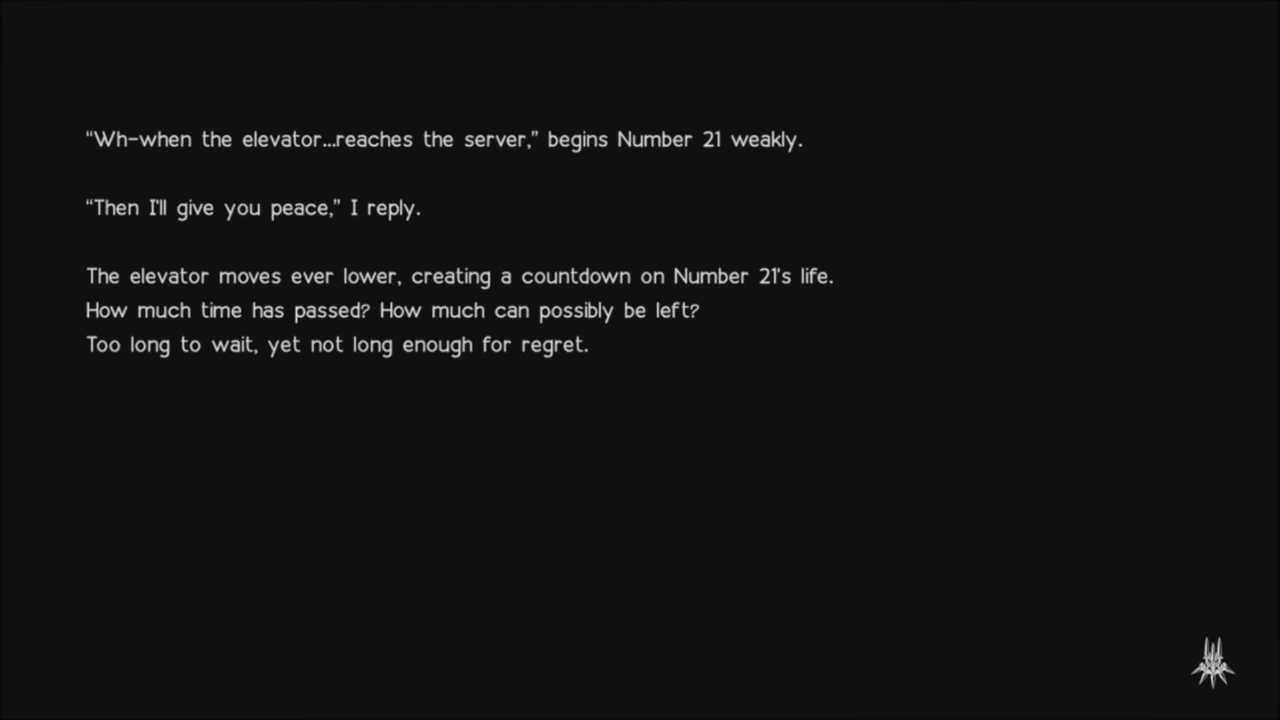 “Wh-when the elevator...reaches the server,” begins Number 21 weakly.
“Then I'll give you peace,” I reply.
The elevator moves ever lower, creating a countdown on Number 21's life.
How much time has passed? How much can possibly be left?
Too long to wait, yet not long enough for regret.